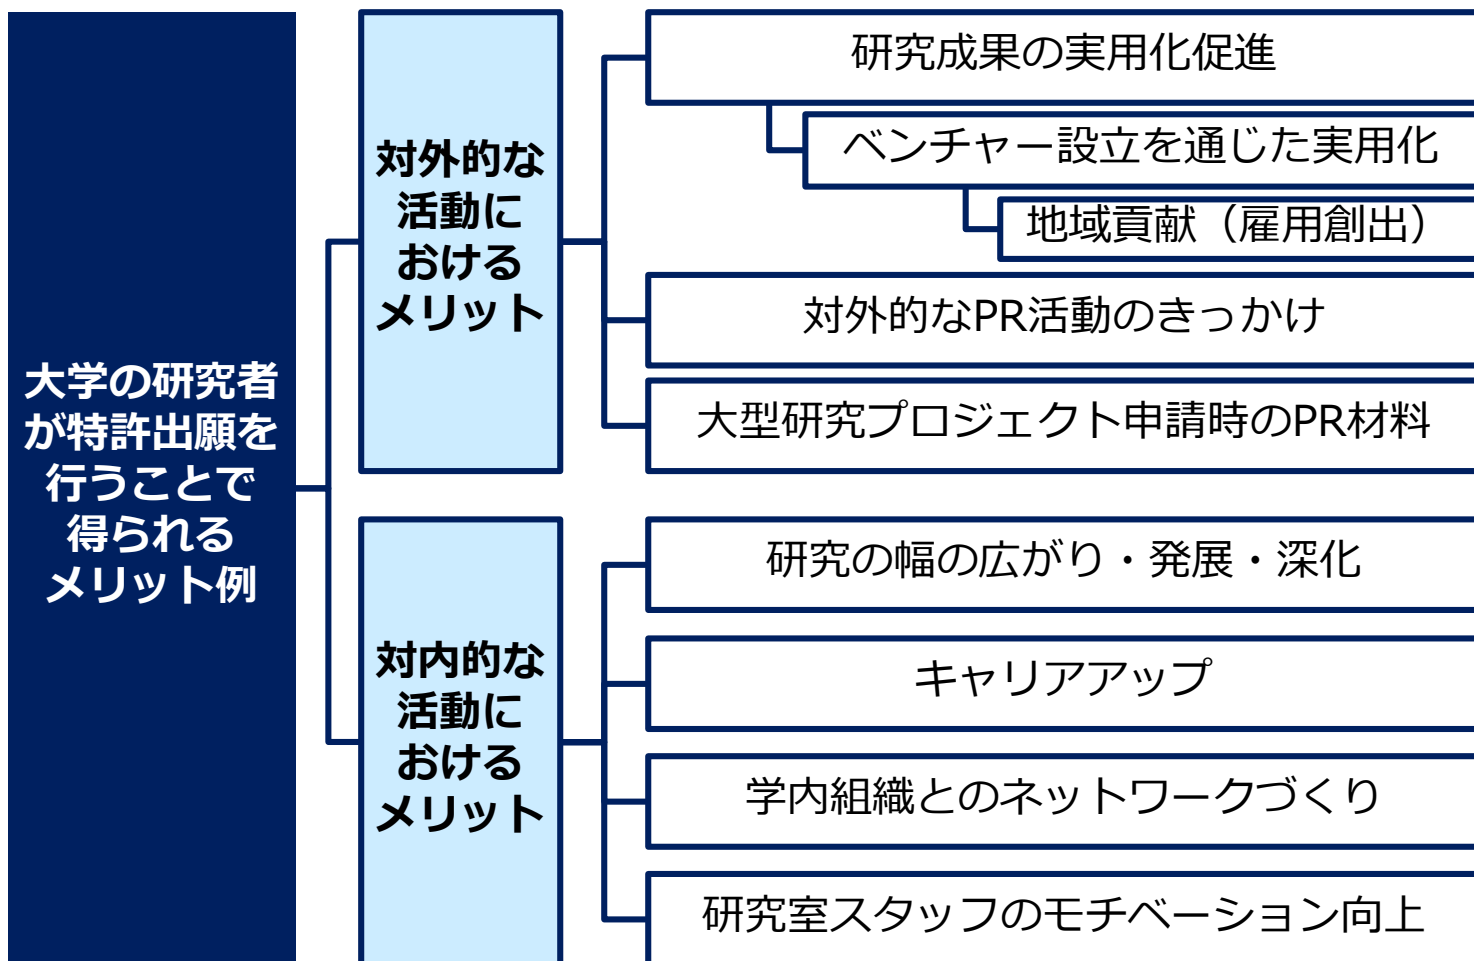 大学の研究者
が特許出願を
行うことで
得られる
メリット例
対外的な
活動に
おける
メリット
研究成果の実用化促進
ベンチャー設立を通じた実用化
地域貢献（雇用創出）
対外的なPR活動のきっかけ
大型研究プロジェクト申請時のPR材料
対内的な
活動に
おける
メリット
研究の幅の広がり・発展・深化
キャリアアップ
学内組織とのネットワークづくり
研究室スタッフのモチベーション向上